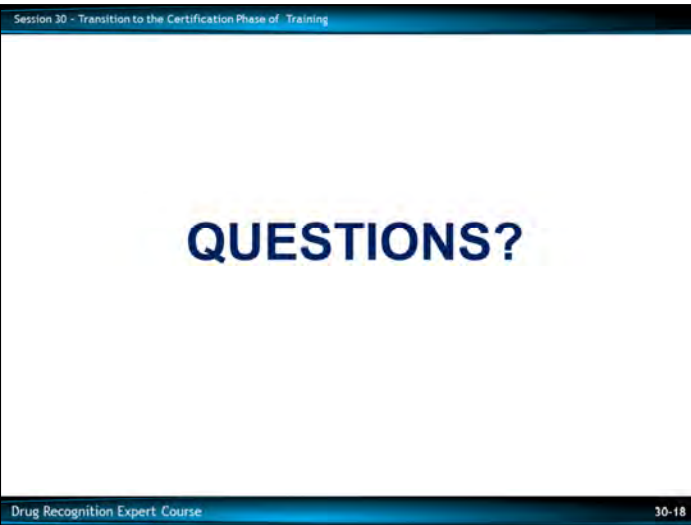 Session 30 - Transition to the Certification Phase of Training
QUESTIONS?
Drug Recognition Expert Course
30-18